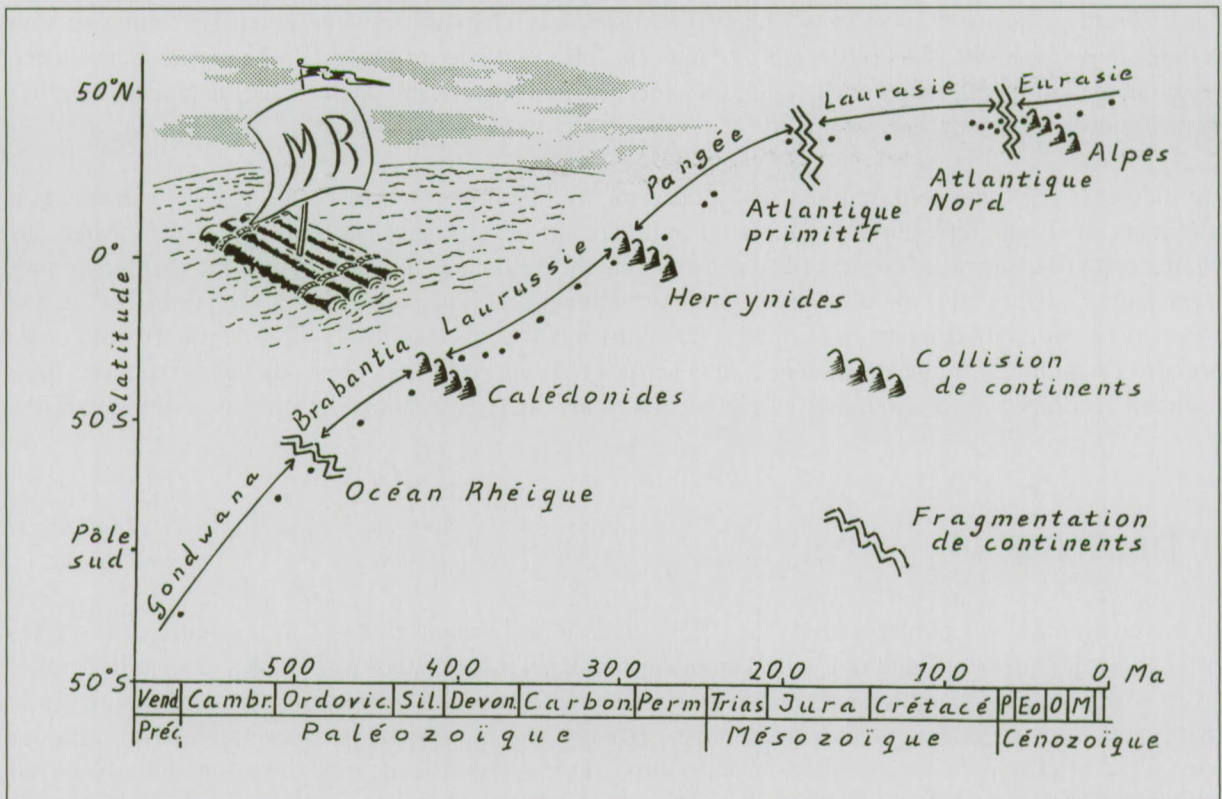 50°N
MR
Laurasie
Eurasie
Pangée
Alpes
Atlantique
Nord
Atlantique
primitif
0°
latitude
Laurussie
Hercynides
Brabantia
Collision
de continents
Calédonides
50°S
Gondwana
Océan Rhéique
Pôle
sud
Fragmentation
de continents
50°S
500 400 300 200 100 0 Ma
Vend Cambr. Ordovic. Sil. Devon. Carbon. Perm Trias Jura Crétacé P Eo O M
Préc. Paléozoïque Mésozoïque Cénozoïque